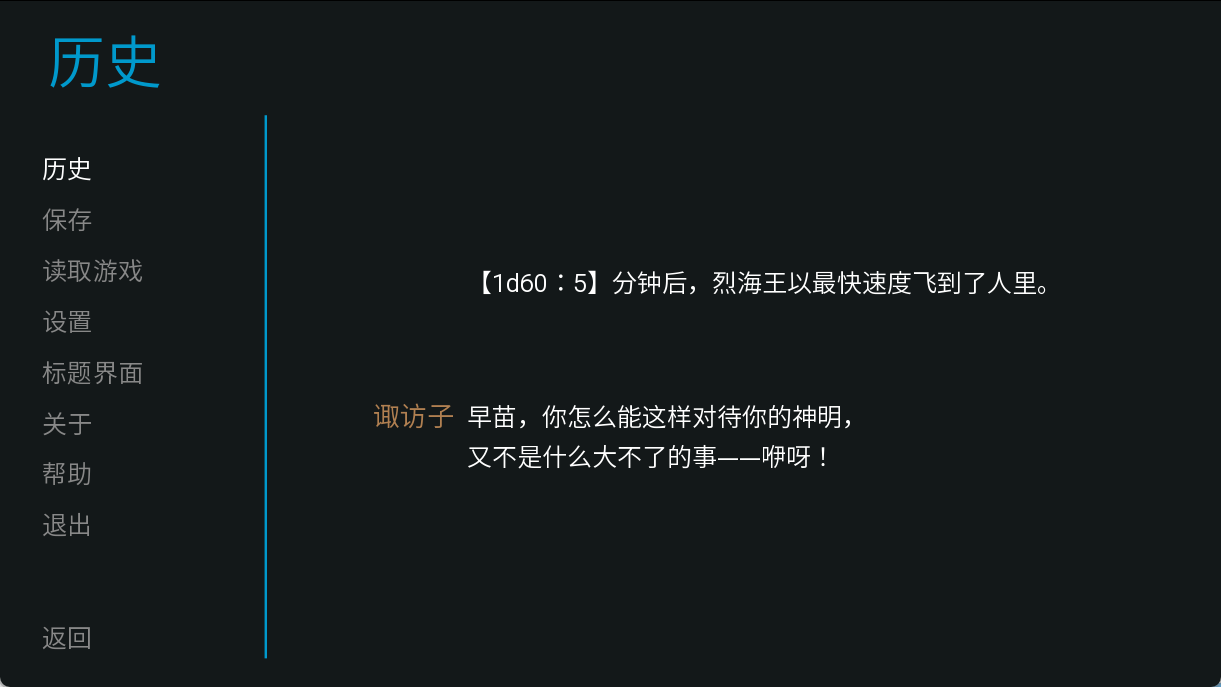 历史
历史
保存
读取游戏
设置
标题界面
关于
帮助
退出
返回
【1d60：5】分钟后，烈海王以最快速度飞到了人里。
诹访子 早苗，你怎么能这样对待你的神明，
又不是什么大不了的事——咿呀！